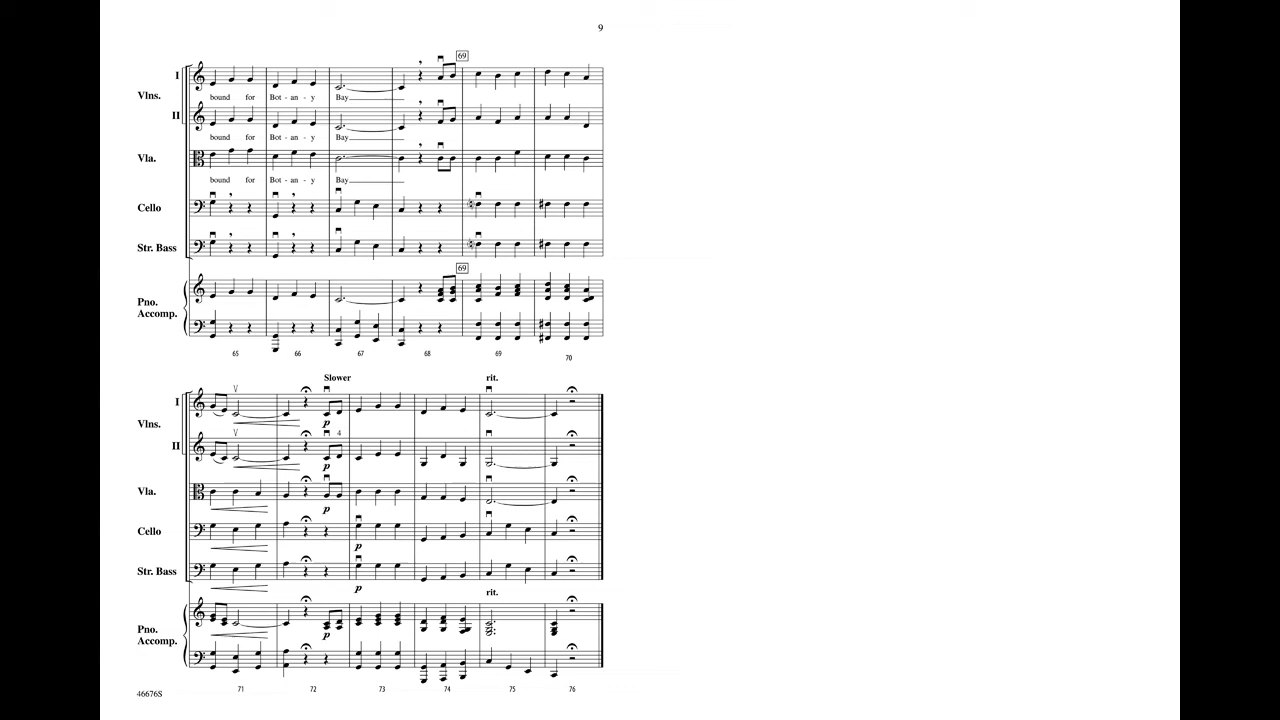 9
69
I
Vlns.
bound for Bot - an - y Bay
II
bound for Bot - an - y Bay
Vla.
bound for Bot - an - y Bay
Cello
Str. Bass
69
Pno.
Accomp.
65 66 67 68 69 70
Slower rit.
I
p
Vlns.
4
II
p
Vla.
p
Cello
p
Str. Bass
p
rit.
Pno.
Accomp.
p
71 72 73 74 75 76
46676S